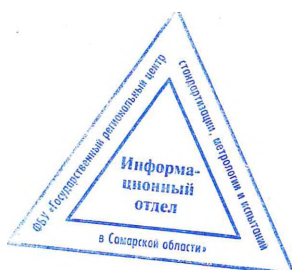 ФБУ «Государственный региональный центр
стандартизации, метрологии и испытаний
в Самарской области»
Информа-
ционный
отдел